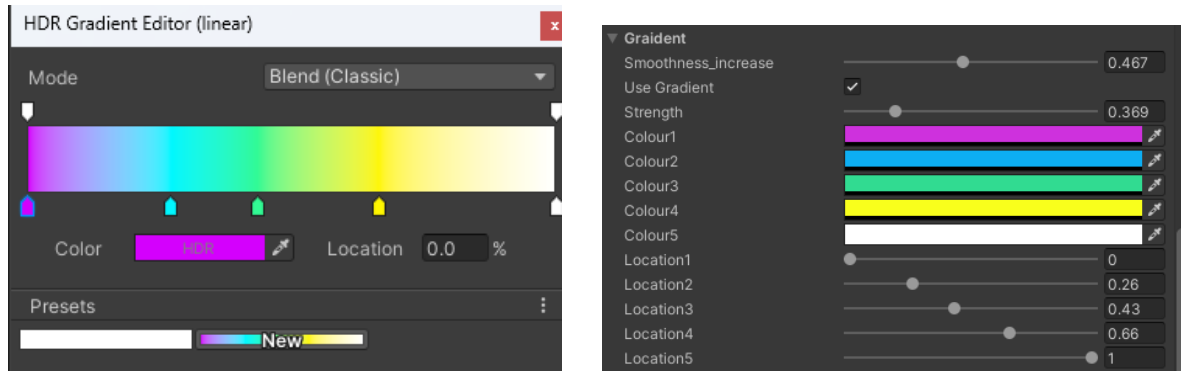 HDR Gradient Editor (linear)
x
Mode
Blend (Classic)
Color
HDR
Location
0.0
%
Presets
New
Graident
Smoothness_increase
0.467
Use Gradient
Strength
0.369
Colour1
Colour2
Colour3
Colour4
Colour5
Location1
0
Location2
0.26
Location3
0.43
Location4
0.66
Location5
1